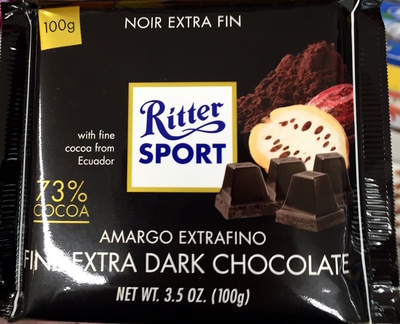 100g
NOIR EXTRA FIN
Ritter
SPORT
with fine
cocoa from
Ecuador
73%
COCOA
AMARGO EXTRAFINO
FINE EXTRA DARK CHOCOLATE
NET WT. 3.5 OZ. (100g)